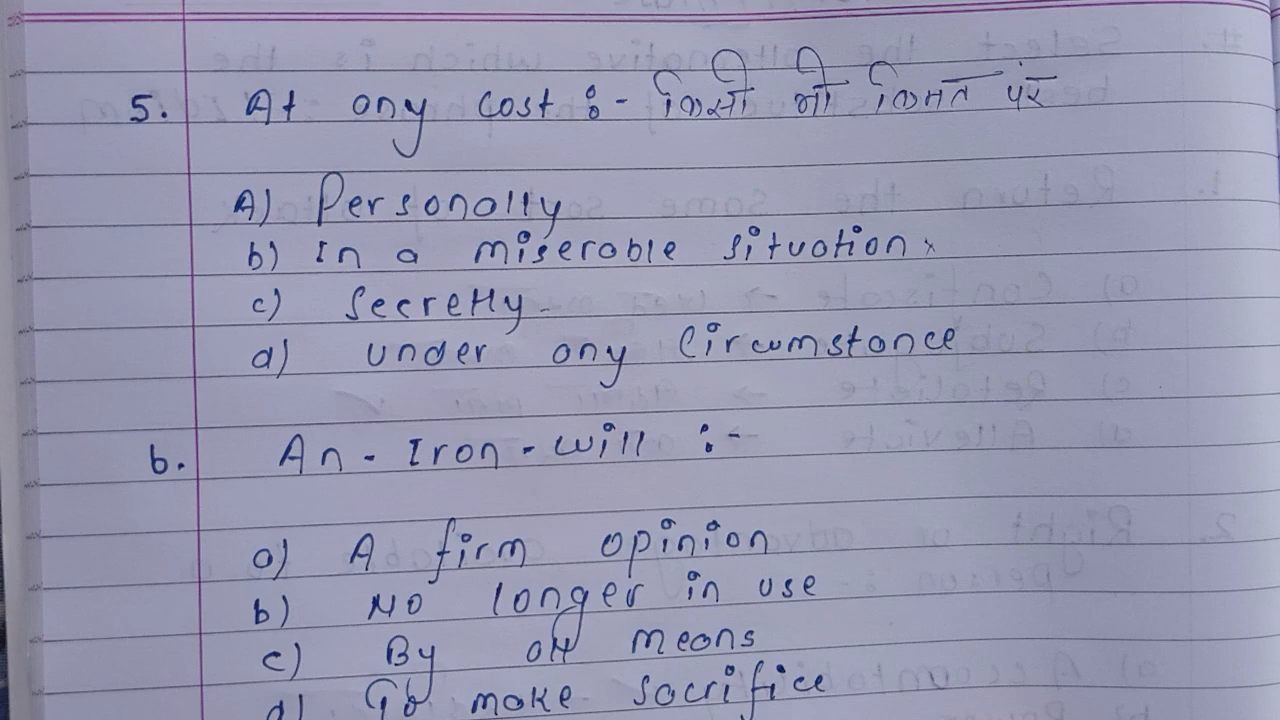 5. At any cost :- किसी भी किमत पर
A) Personally
b) In a miserable situation x
c) Secretly
d) under any Circumstance
6. An-Iron-will :-
a) A firm opinion
b) No longer in use
c) By all means
d) To make sacrifice